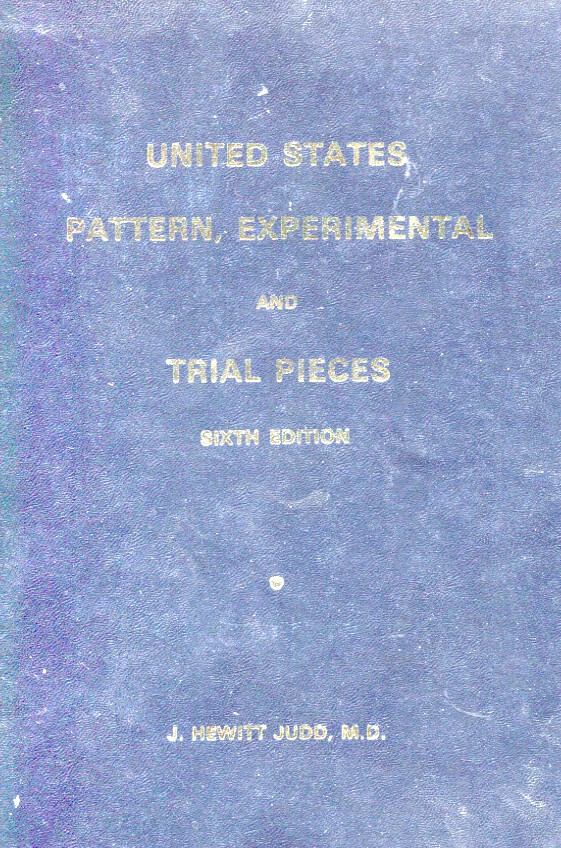 UNITED STATES
PATTERN, EXPERIMENTAL
AND
TRIAL PIECES
SIXTH EDITION
J. HEWITT JUDD, M.D.